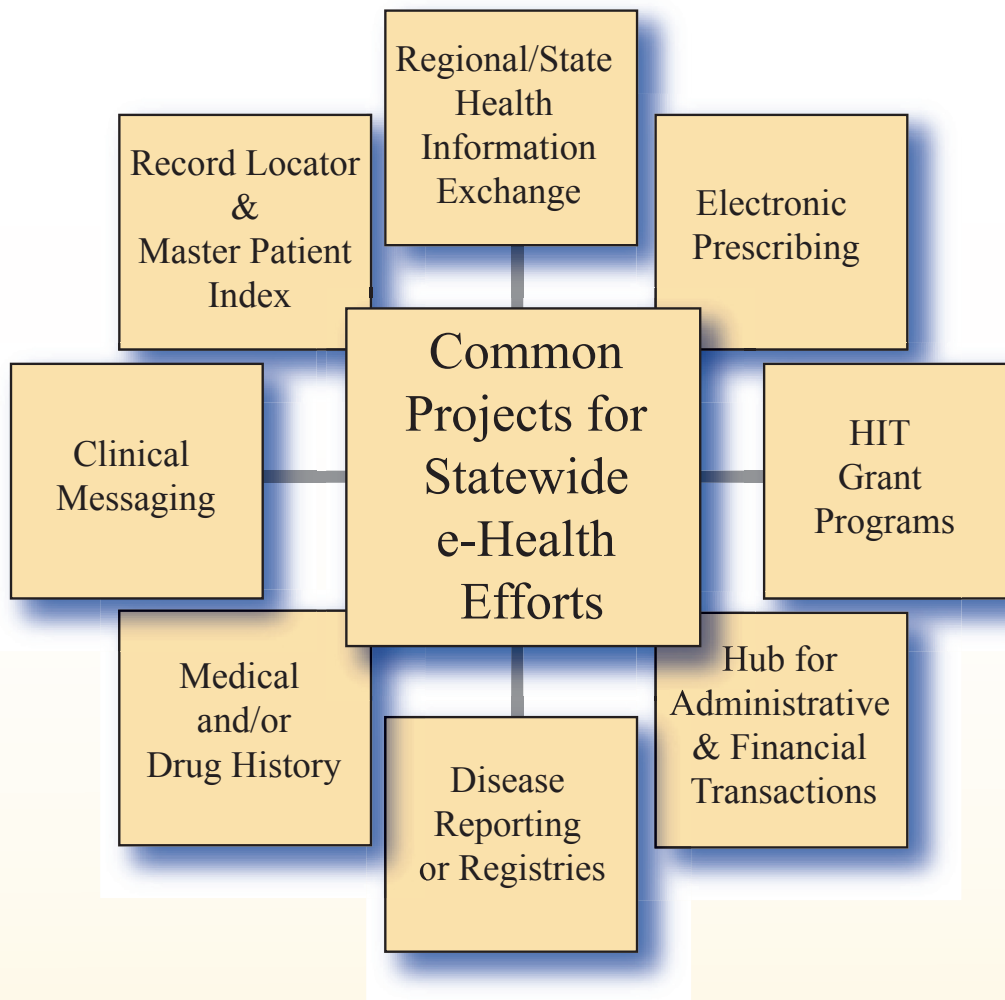 Regional/State
Health
Information
Exchange
Record Locator
&
Master Patient
Index
Electronic
Prescribing
Common
Projects for
Statewide
e-Health
Efforts
Clinical
Messaging
HIT
Grant
Programs
Medical
and/or
Drug History
Hub for
Administrative
& Financial
Transactions
Disease
Reporting
or Registries